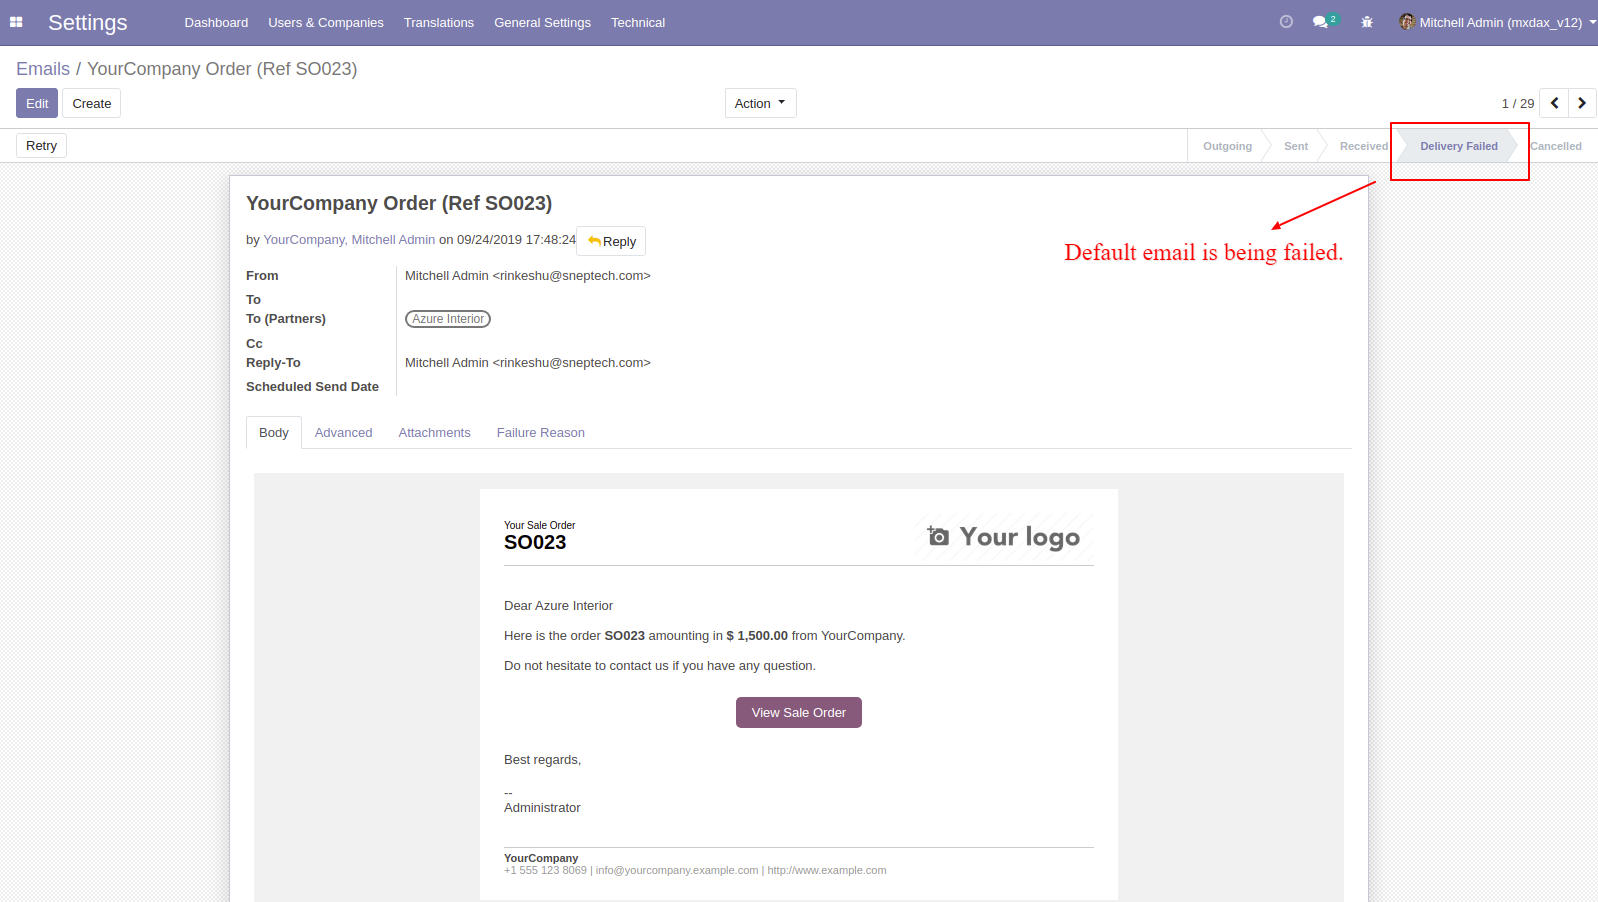 Settings Dashboard Users & Companies Translations General Settings Technical 2 Mitchell Admin (mxdax_v12)
Emails / YourCompany Order (Ref SO023)
Edit Create Action 1 / 29
Retry Outgoing Sent Received Delivery Failed Cancelled
YourCompany Order (Ref SO023)
by YourCompany, Mitchell Admin on 09/24/2019 17:48:24 Reply
Default email is being failed.
From Mitchell Admin <rinkeshu@sneptech.com>
To
To (Partners) Azure Interior
Cc
Reply-To Mitchell Admin <rinkeshu@sneptech.com>
Scheduled Send Date
Body Advanced Attachments Failure Reason
Your Sale Order
SO023 Your logo
Dear Azure Interior
Here is the order SO023 amounting in $ 1,500.00 from YourCompany.
Do not hesitate to contact us if you have any question.
View Sale Order
Best regards,
--
Administrator
YourCompany
+1 555 123 8069 | info@yourcompany.example.com | http://www.example.com